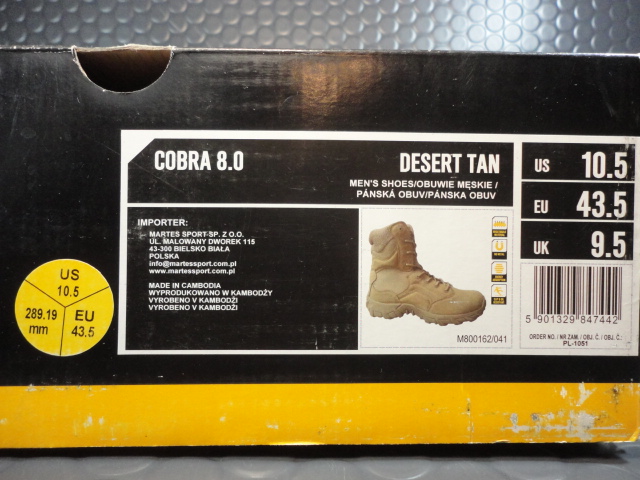 COBRA 8.0
DESERT TAN
MEN'S SHOES/OBUWIE MĘSKIE /
PÁNSKÁ OBUV/PÁNSKA OBUV
US 10.5
EU 43.5
UK 9.5
IMPORTER:
MARTES SPORT SP. Z O.O.
UL. MALOWANY DWOREK 115
43-300 BIELSKO BIAŁA
POLSKA
info@martessport.com.pl
www.martessport.com.pl
MADE IN CAMBODIA
WYPRODUKOWANO W KAMBODŻY
VYROBENO V KAMBODŽI
VYROBENO V KAMBODŽI
M800162/041
5 901329 847442
ORDER NO. / NR ZAM. / OBJ. Č. / OBJ. Č.:
PL-1051
US
10.5
289.19
mm
EU
43.5